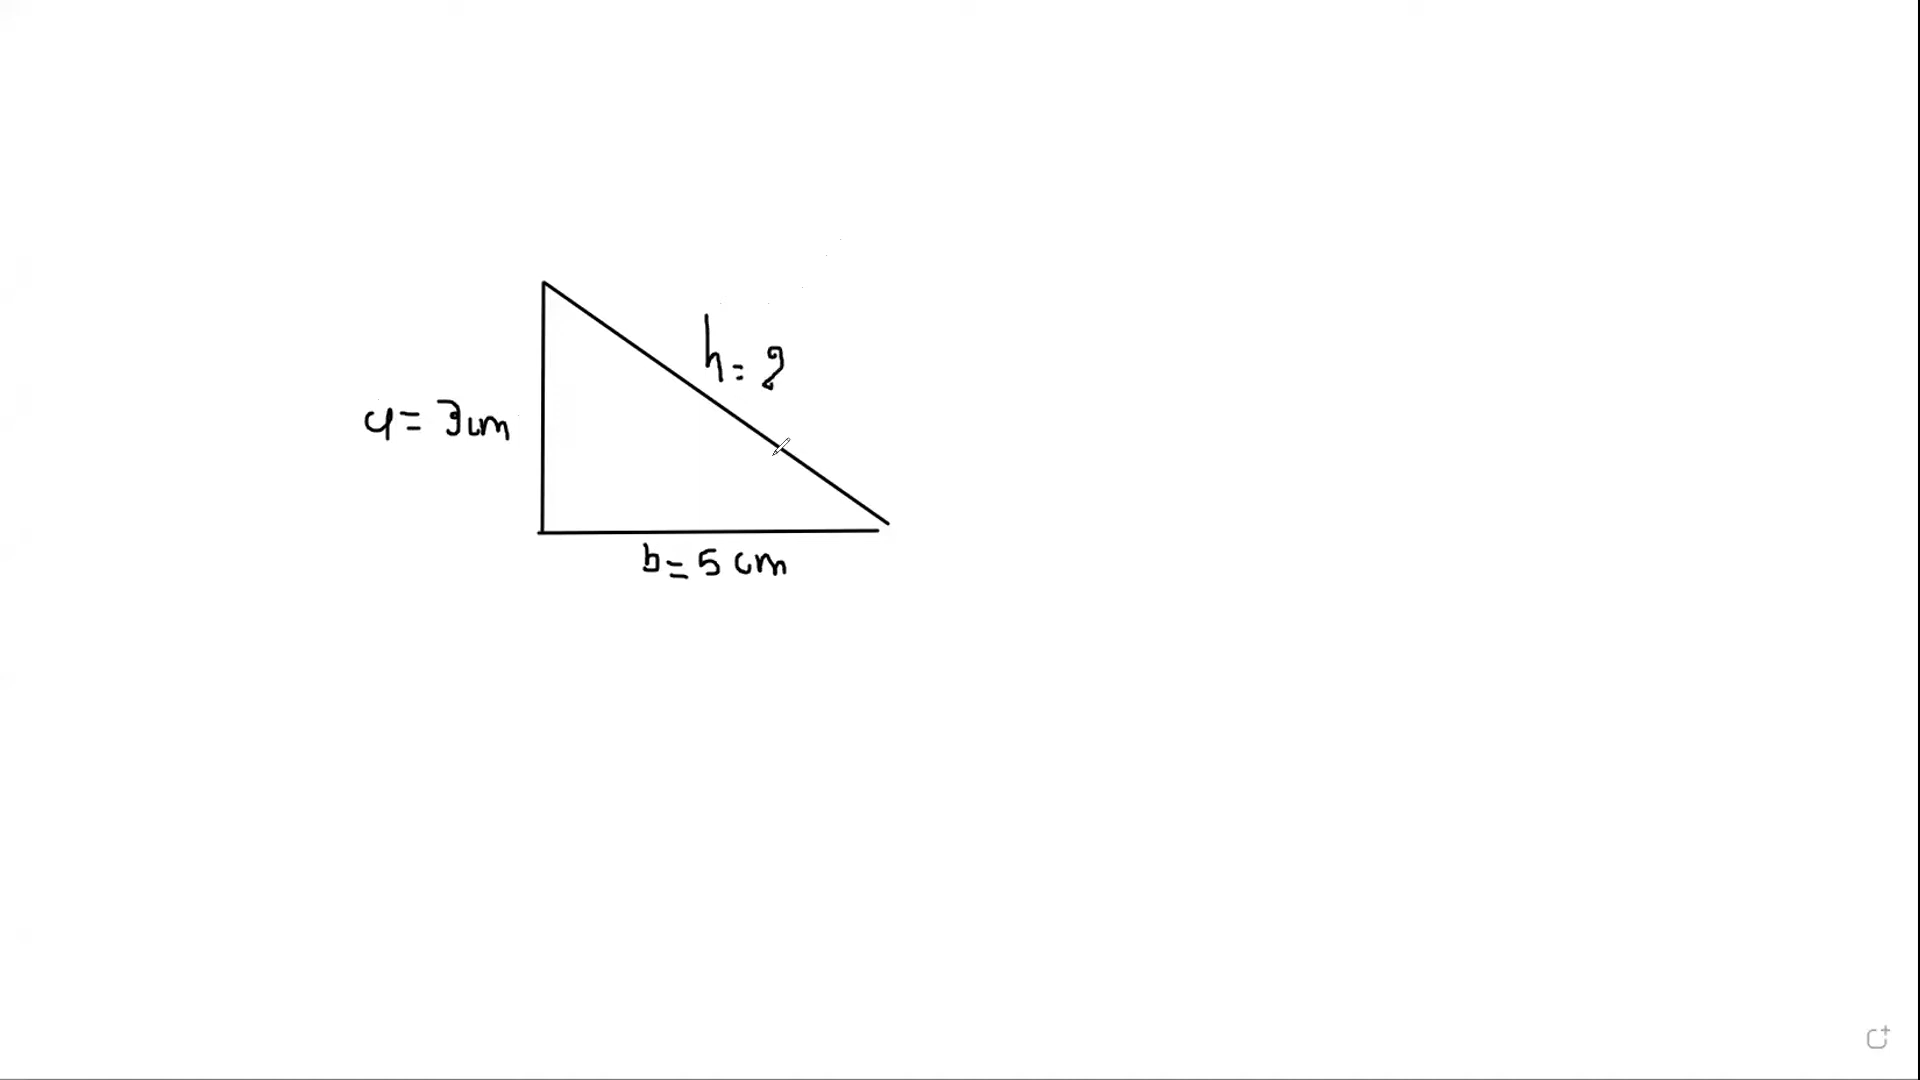 h = ?
a = 3cm
b = 5 cm